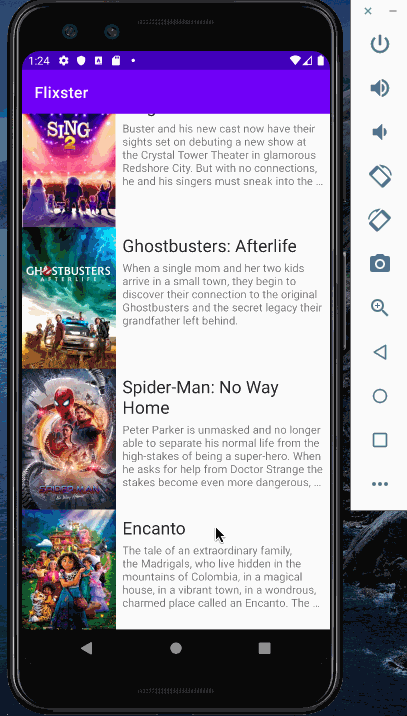 1:24
Flixster
SING
2
Buster and his new cast now have their
sights set on debuting a new show at
the Crystal Tower Theater in glamorous
Redshore City. But with no connections,
he and his singers must sneak into the ...
GHOSTBUSTERS
AFTERLIFE
Ghostbusters: Afterlife
When a single mom and her two kids
arrive in a small town, they begin to
discover their connection to the original
Ghostbusters and the secret legacy their
grandfather left behind.
SPIDER-MAN
Spider-Man: No Way
Home
Peter Parker is unmasked and no longer
able to separate his normal life from the
high-stakes of being a super-hero. When
he asks for help from Doctor Strange the
stakes become even more dangerous, ...
Encanto
The tale of an extraordinary family,
the Madrigals, who live hidden in the
mountains of Colombia, in a magical
house, in a vibrant town, in a wondrous,
charmed place called an Encanto. The ...